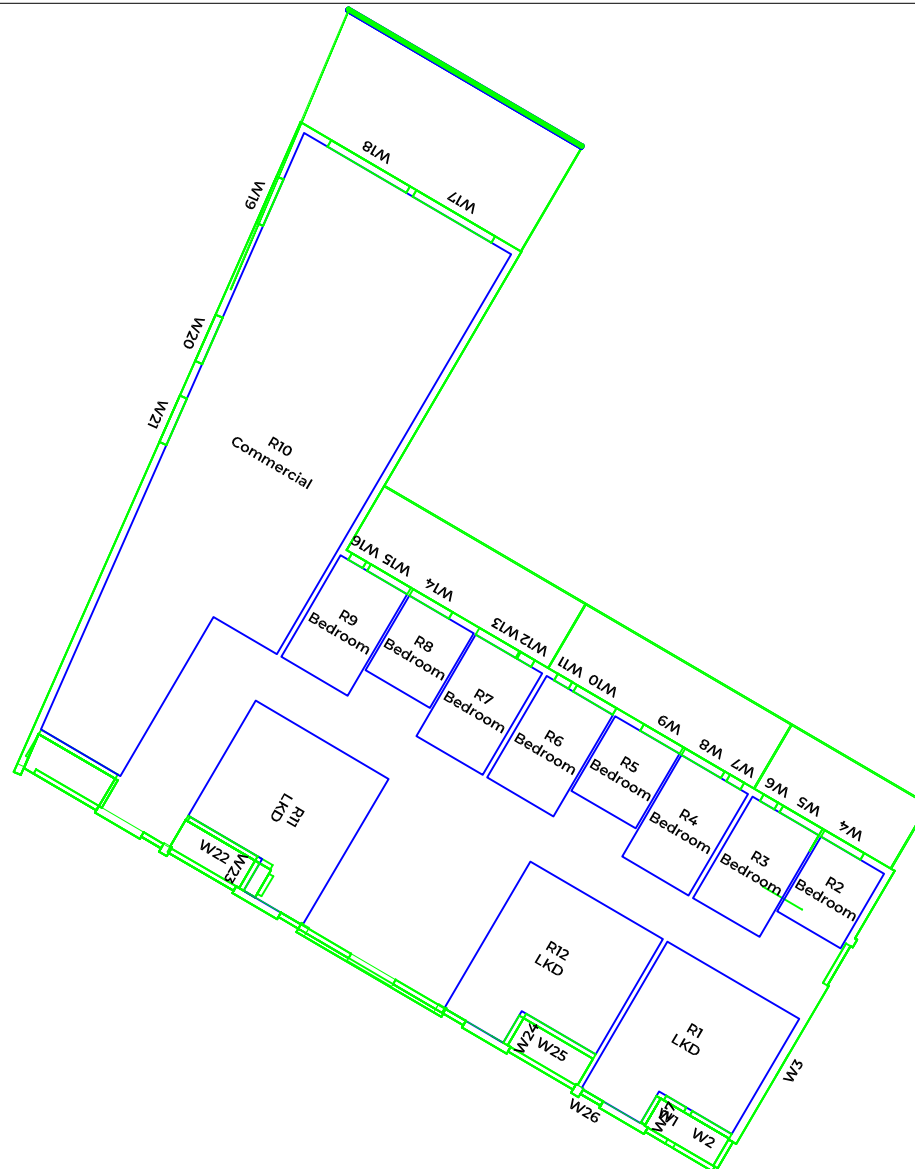 W18
W17
W19
W20
W21
R10
Commercial
W16
W15
W14
W13
W12
W11
W10
W9
W8
W7
W6
W5
W4
R9
Bedroom
R8
Bedroom
R7
Bedroom
R6
Bedroom
R5
Bedroom
R4
Bedroom
R3
Bedroom
R2
Bedroom
R11
LKD
W22
W23
R12
LKD
W24
W25
R1
LKD
W3
W26
W1
W2